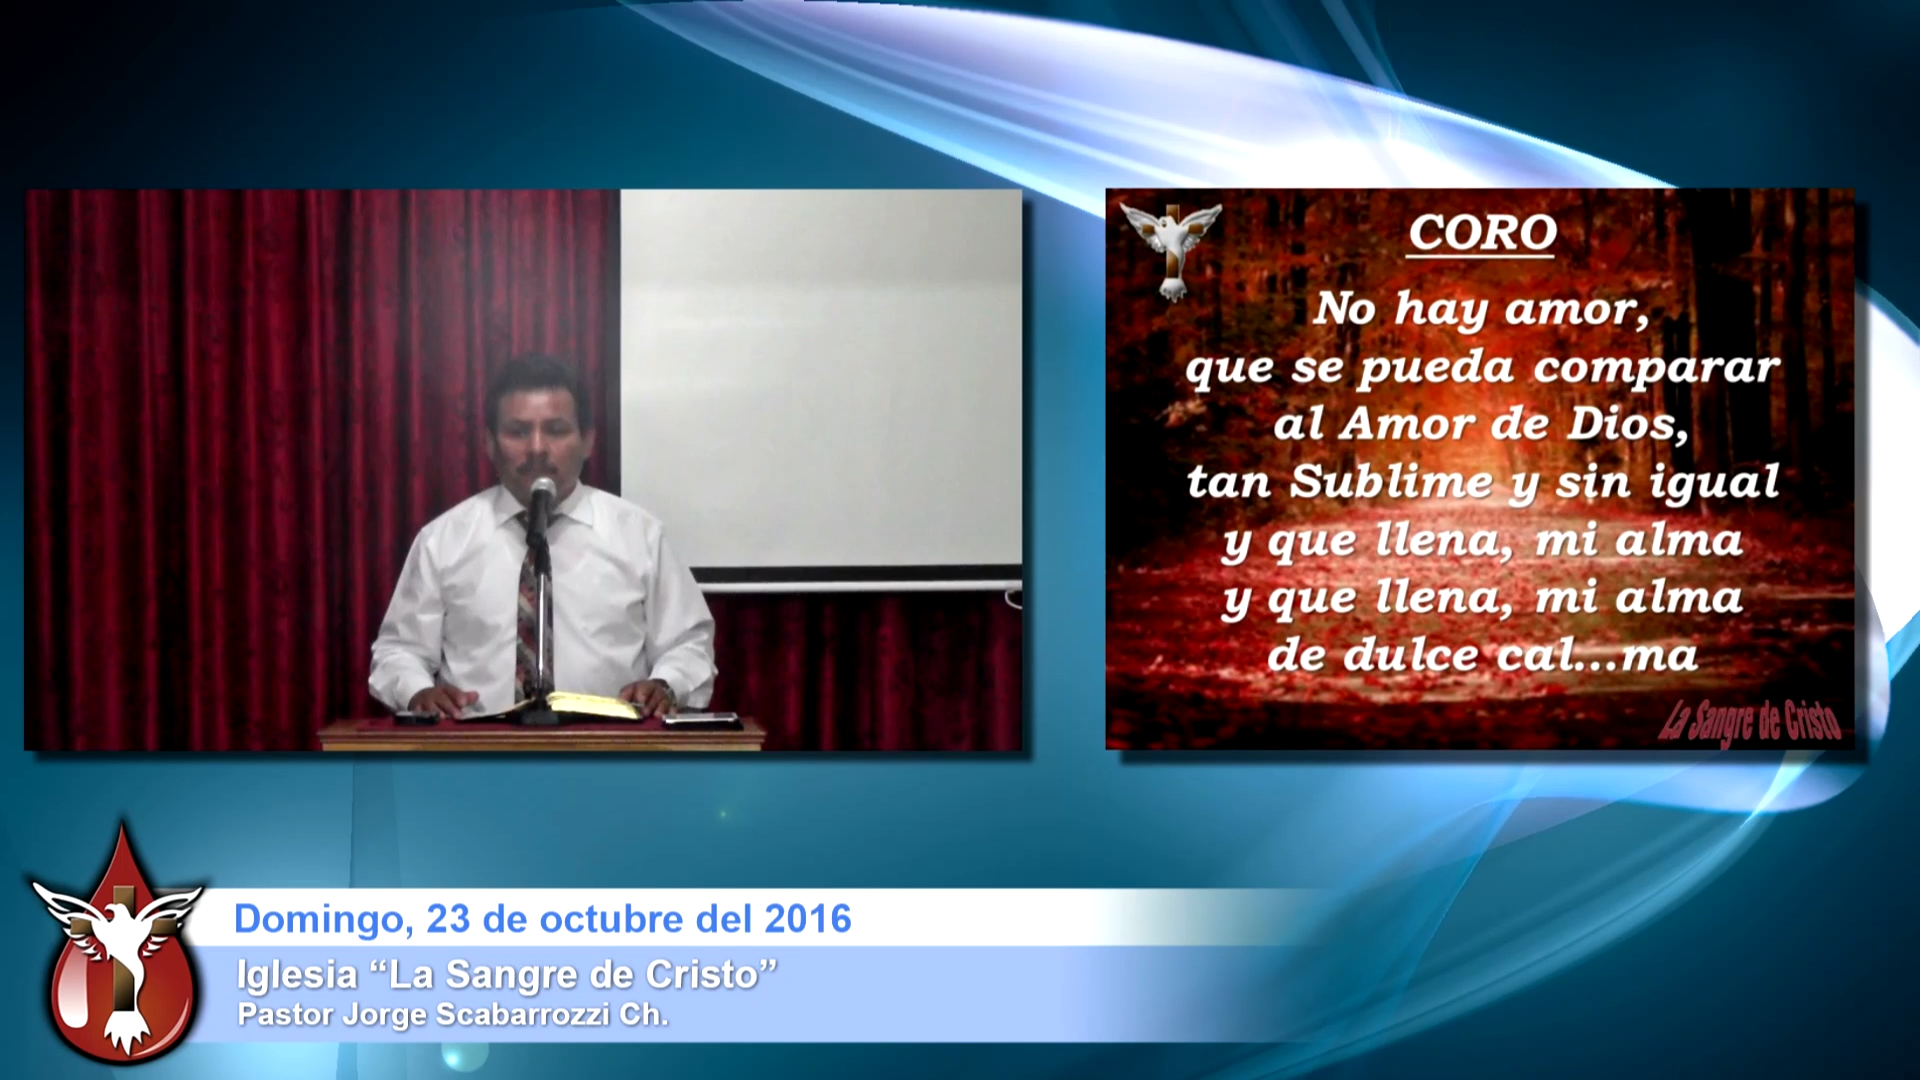 CORO
No hay amor,
que se pueda comparar
al Amor de Dios,
tan Sublime y sin igual
y que llena, mi alma
y que llena, mi alma
de dulce cal...ma
La Sangre de Cristo
Domingo, 23 de octubre del 2016
Iglesia “La Sangre de Cristo”
Pastor Jorge Scabarrozzi Ch.